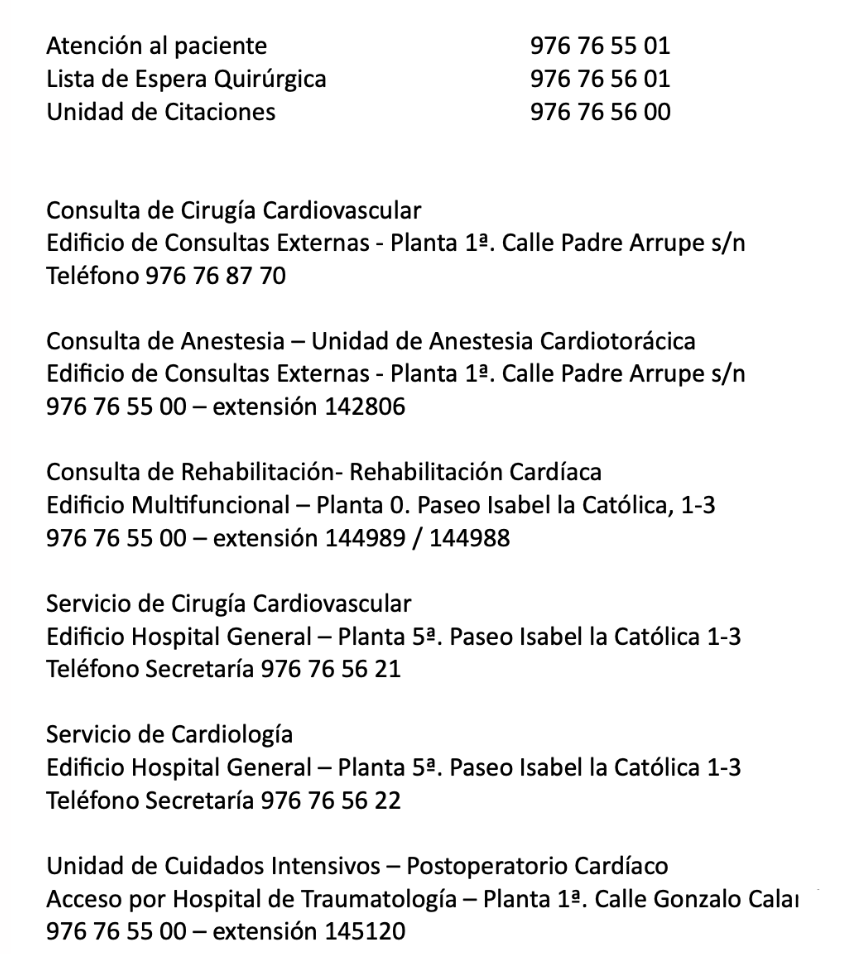 Atención al paciente 976 76 55 01
Lista de Espera Quirúrgica 976 76 56 01
Unidad de Citaciones 976 76 56 00
Consulta de Cirugía Cardiovascular
Edificio de Consultas Externas - Planta 1ª. Calle Padre Arrupe s/n
Teléfono 976 76 87 70
Consulta de Anestesia – Unidad de Anestesia Cardiotorácica
Edificio de Consultas Externas - Planta 1ª. Calle Padre Arrupe s/n
976 76 55 00 – extensión 142806
Consulta de Rehabilitación- Rehabilitación Cardíaca
Edificio Multifuncional – Planta 0. Paseo Isabel la Católica, 1-3
976 76 55 00 – extensión 144989 / 144988
Servicio de Cirugía Cardiovascular
Edificio Hospital General – Planta 5ª. Paseo Isabel la Católica 1-3
Teléfono Secretaría 976 76 56 21
Servicio de Cardiología
Edificio Hospital General – Planta 5ª. Paseo Isabel la Católica 1-3
Teléfono Secretaría 976 76 56 22
Unidad de Cuidados Intensivos – Postoperatorio Cardíaco
Acceso por Hospital de Traumatología – Planta 1ª. Calle Gonzalo
976 76 55 00 – extensión 145120